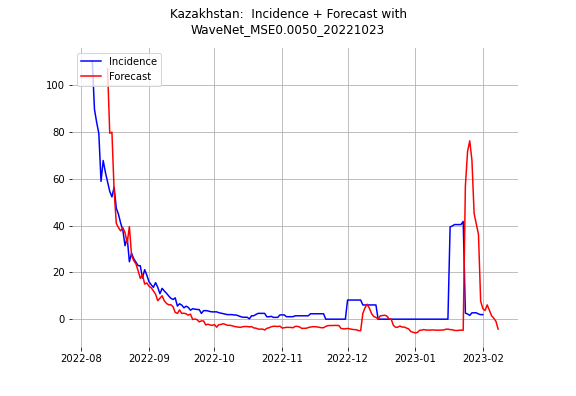 Kazakhstan:  Incidence + Forecast with
WaveNet_MSE0.0050_20221023
Incidence
Forecast
100
80
60
40
20
0
2022-08 2022-09 2022-10 2022-11 2022-12 2023-01 2023-02